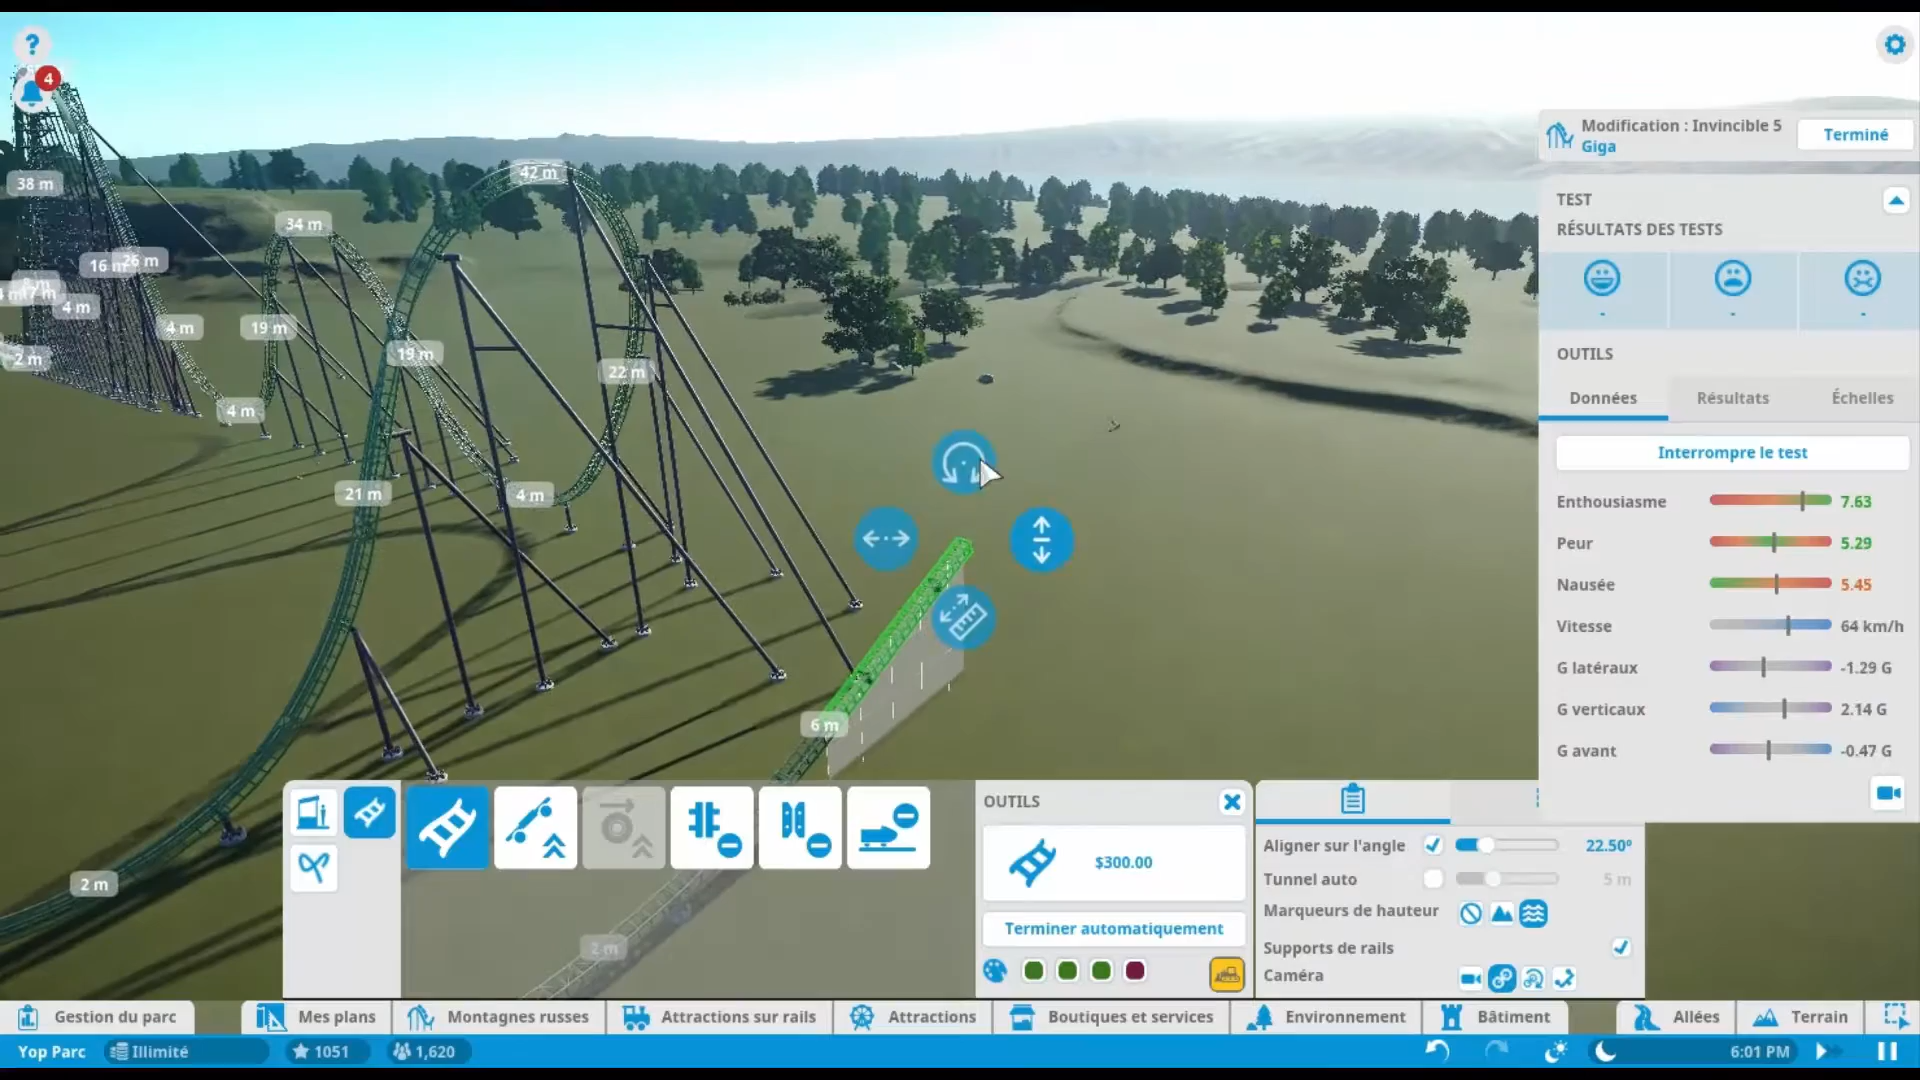 ?
4
38 m
34 m
42 m
16 m
26 m
4 m
4 m
19 m
19 m
22 m
2 m
4 m
21 m
4 m
6 m
2 m
2 m
Modification : Invincible 5
Giga
Terminé
TEST
RÉSULTATS DES TESTS
- - -
OUTILS
Données Résultats Échelles
Interrompre le test
Enthousiasme 7.63
Peur 5.29
Nausée 5.45
Vitesse 64 km/h
G latéraux -1.29 G
G verticaux 2.14 G
G avant -0.47 G
OUTILS
$300.00
Terminer automatiquement
Aligner sur l'angle 22.50°
Tunnel auto 5 m
Marqueurs de hauteur
Supports de rails
Caméra
Gestion du parc Mes plans Montagnes russes Attractions sur rails Attractions Boutiques et services Environnement Bâtiment Allées Terrain
Yop Parc Illimité 1051 1,620 6:01 PM